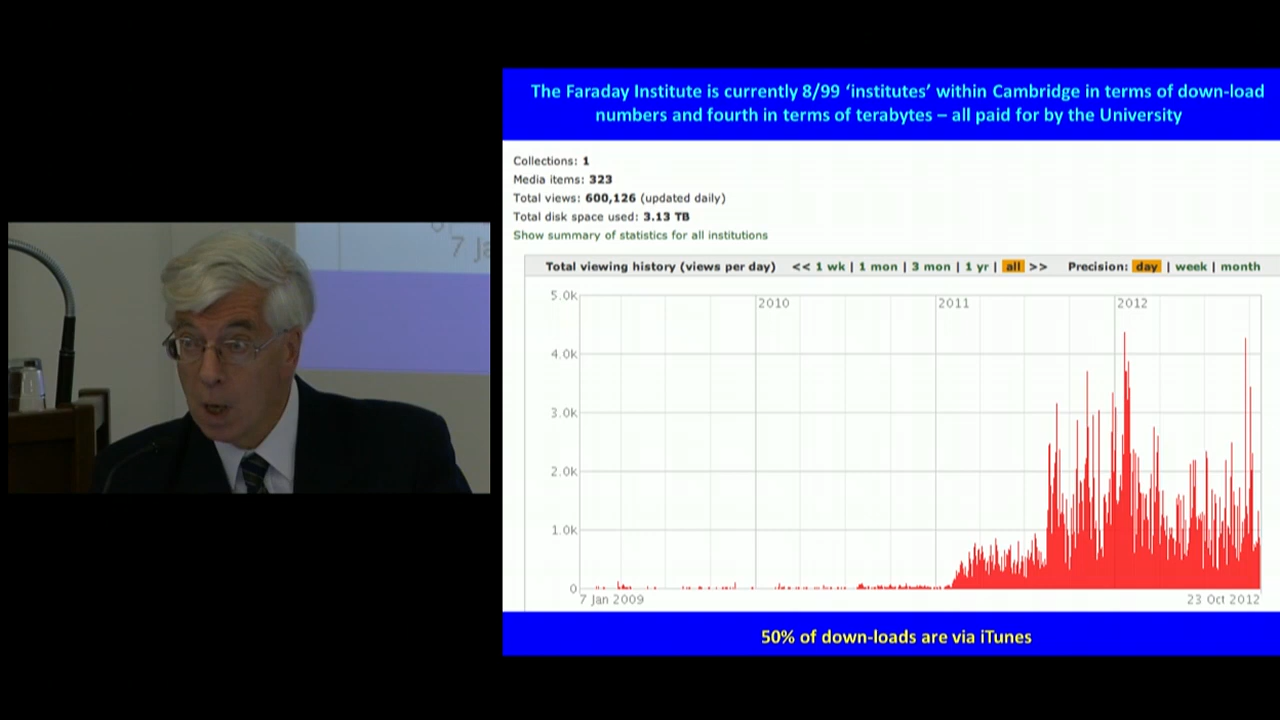 The Faraday Institute is currently 8/99 ‘institutes’ within Cambridge in terms of down-load
numbers and fourth in terms of terabytes – all paid for by the University
Collections: 1
Media items: 323
Total views: 600,126 (updated daily)
Total disk space used: 3.13 TB
Show summary of statistics for all institutions
Total viewing history (views per day) << 1 wk | 1 mon | 3 mon | 1 yr | all >> Precision: day | week | month
5.0k
2010 2011 2012
4.0k
3.0k
2.0k
1.0k
0
7 Jan 2009 23 Oct 2012
50% of down-loads are via iTunes
7 Ja